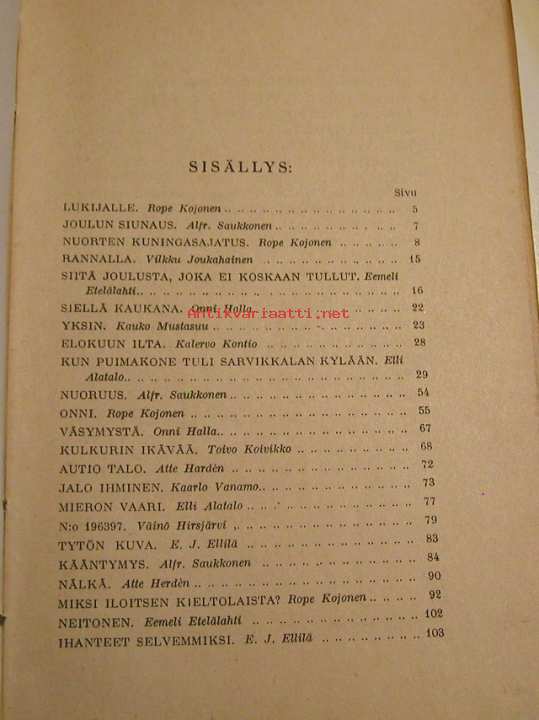 SISÄLLYS:
Sivu
LUKIJALLE. Rope Kojonen .. 5
JOULUN SIUNAUS. Alfr. Saukkonen .. 7
NUORTEN KUNINGASAJATUS. Rope Kojonen .. 8
RANNALLA. Vilkku Joukahainen .. 15
SIITÄ JOULUSTA, JOKA EI KOSKAAN TULLUT. Eemeli
Etelälahti .. 16
SIELLÄ KAUKANA. Onni Halla .. 22
Antikvariaatti.net
YKSIN. Kauko Mustasuu .. 23
ELOKUUN ILTA. Kalervo Kontio .. 28
KUN PUIMAKONE TULI SARVIKKALAN KYLÄÄN. Elli
Alatalo .. 29
NUORUUS. Alfr. Saukkonen .. 54
ONNI. Rope Kojonen .. 55
VÄSYMYSTÄ. Onni Halla .. 67
KULKURIN IKÄVÄÄ. Toivo Koivikko .. 68
AUTIO TALO. Atte Hardèn .. 72
JALO IHMINEN. Kaarlo Vanamo .. 73
MIERON VAARI. Elli Alatalo .. 77
N:o 196397. Väinö Hirsjärvi .. 79
TYTÖN KUVA. E. J. Ellilä .. 83
KÄÄNTYMYS. Alfr. Saukkonen .. 84
NÄLKÄ. Atte Herdèn .. 90
MIKSI ILOITSEN KIELTOLAISTA? Rope Kojonen .. 92
NEITONEN. Eemeli Etelälahti .. 102
IHANTEET SELVEMMIKSI. E. J. Ellilä .. 103